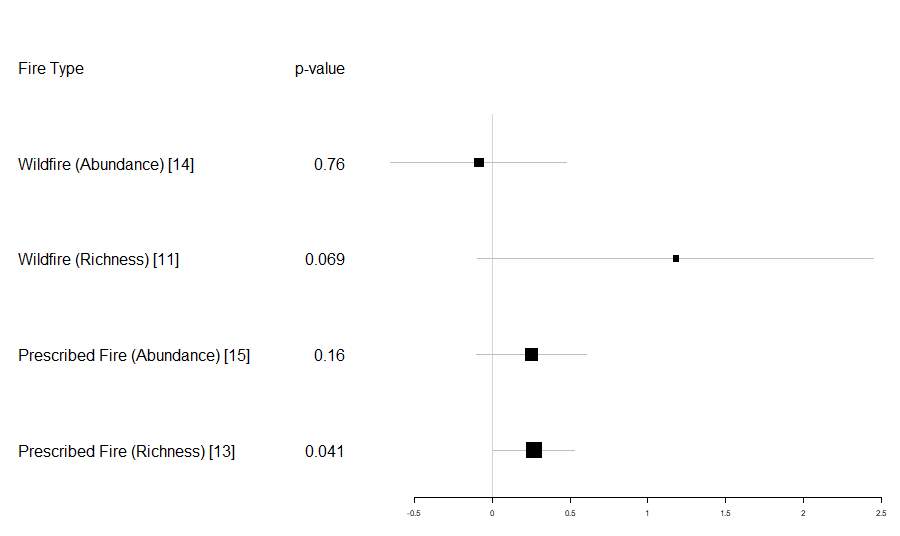 Fire Type p-value
Wildfire (Abundance) [14] 0.76
Wildfire (Richness) [11] 0.069
Prescribed Fire (Abundance) [15] 0.16
Prescribed Fire (Richness) [13] 0.041
-0.5 0 0.5 1 1.5 2 2.5